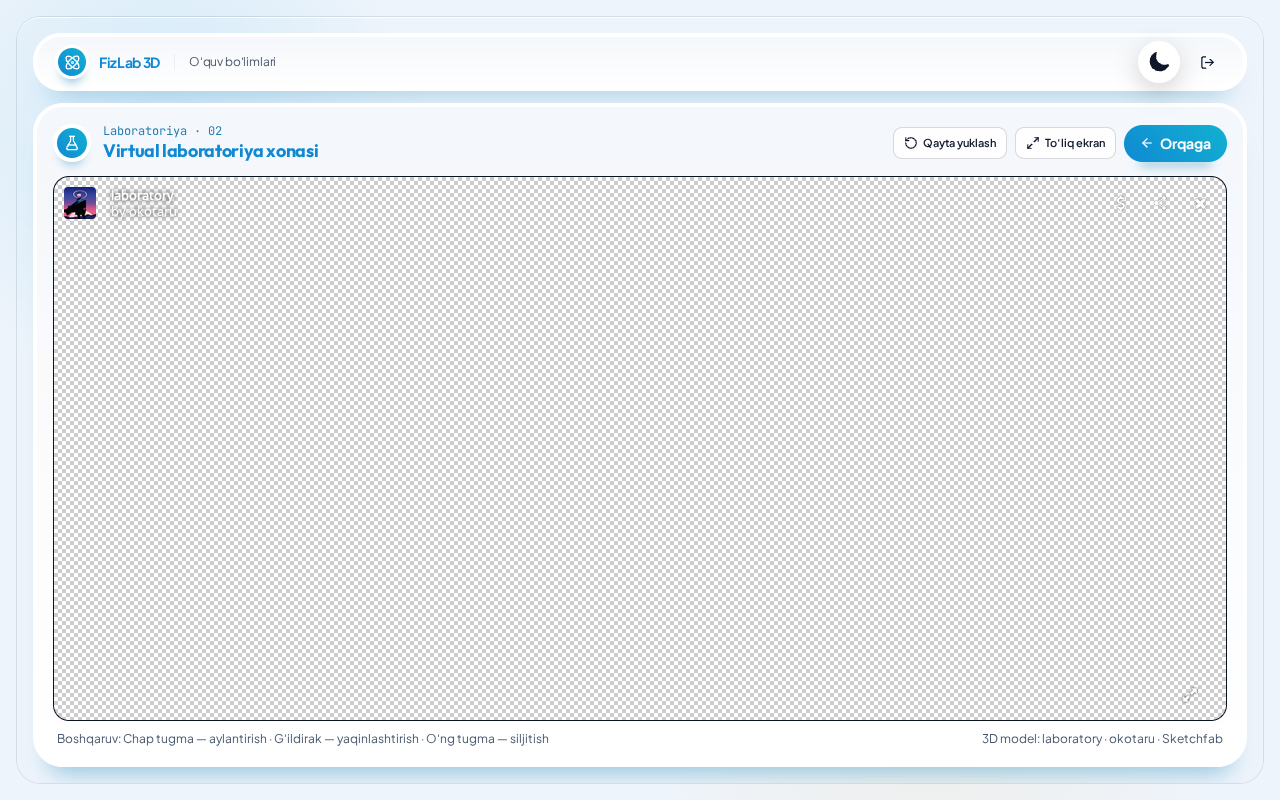 FizLab 3D
O'quv bo'limlari
Laboratoriya · 02
Virtual laboratoriya xonasi
Qayta yuklash
To'liq ekran
Orqaga
laboratory
by okotaru
Boshqaruv: Chap tugma — aylantirish · G'ildirak — yaqinlashtirish · O'ng tugma — siljitish
3D model: laboratory · okotaru · Sketchfab